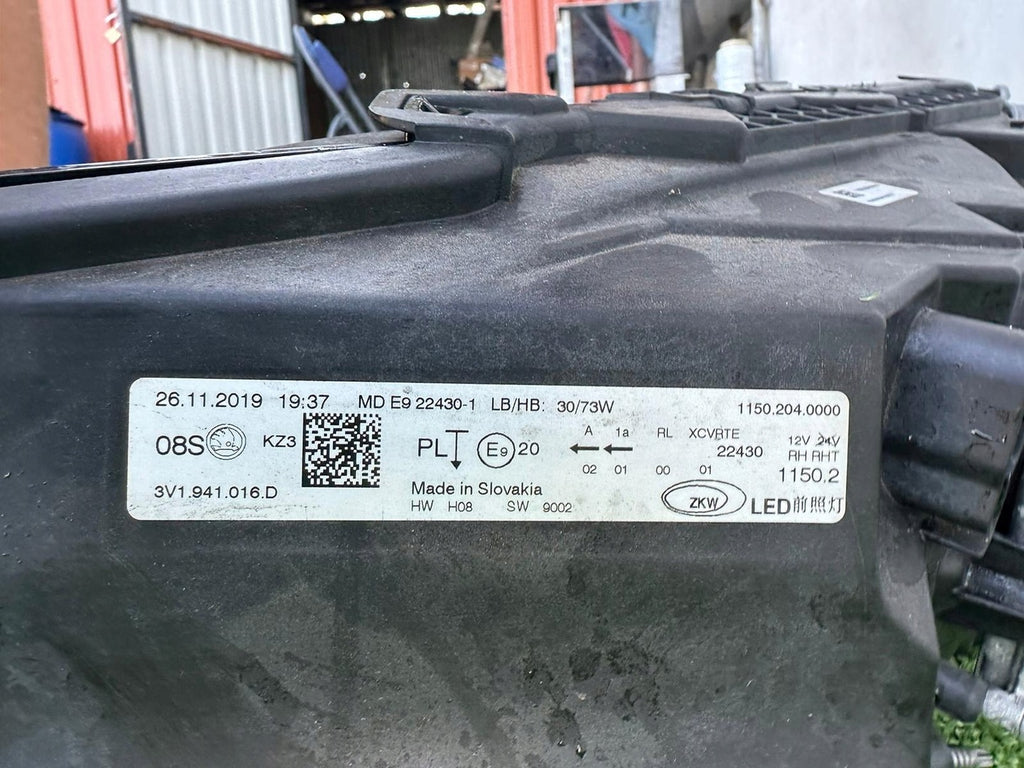 26.11.2019 19:37 MD E9 22430-1 LB/HB: 30/73W 1150.204.0000
08S KZ3 PL E9 20 A 1a RL XCVRTE 12V 24V
22430 RH RHT
02 01 00 01 1150.2
3V1.941.016.D Made in Slovakia ZKW LED前照灯
HW H08 SW 9002